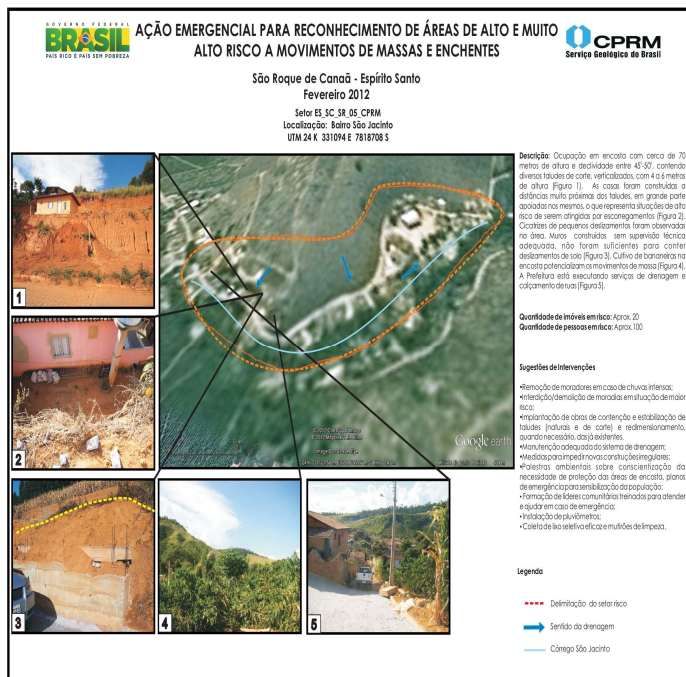 GOVERNO FEDERAL
BRASIL
PAÍS RICO É PAÍS SEM POBREZA
AÇÃO EMERGENCIAL PARA RECONHECIMENTO DE ÁREAS DE ALTO E MUITO
ALTO RISCO A MOVIMENTOS DE MASSAS E ENCHENTES
CPRM
Serviço Geológico do Brasil
São Roque de Canaã - Espírito Santo
Fevereiro 2012
Setor ES_SC_SR_05_CPRM
Localização: Bairro São Jacinto
UTM 24 K 331094 E 7818708 S
Descrição: Ocupação em encosta com cerca de 70
metros de altura e declividade entre 45°-50°, contendo
diversos taludes de corte, verticalizados, com 4 a 6 metros
de altura (Figura 1). As casas foram construídas a
distâncias muito próximas dos taludes, em grande parte
apoiadas nos mesmos, o que representa situações de alto
risco de serem atingidas por escorregamentos (Figura 2).
Cicatrizes de pequenos deslizamentos foram observadas
na área. Muros construídos sem supervisão técnica
adequada, não foram suficientes para conter
deslizamentos de solo (Figura 3). Cultivo de bananeiras na
encosta potencializam os movimentos de massa (Figura 4).
A Prefeitura está executando serviços de drenagem e
calçamento de ruas (Figura 5).
Quantidade de imóveis em risco: Aprox. 20
Quantidade de pessoas em risco: Aprox. 100
Sugestões de Intervenções
•Remoção de moradores em caso de chuvas intensas;
•Interdição/demolição de moradias em situação de maior
risco;
•Implantação de obras de contenção e estabilização de
taludes (naturais e de corte) e redimensionamento,
quando necessário, das já existentes.
•Manutenção adequada do sistema de drenagem;
•Medidas para impedir novas construções irregulares;
•Palestras ambientais sobre conscientização da
necessidade de proteção das áreas de encosta, planos
de emergência para sensibilização da população;
• Formação de líderes comunitários treinados para atender
e ajudar em caso de emergência;
• Instalação de pluviômetros;
• Coleta de lixo seletiva eficaz e mutirões de limpeza.
Legenda
Delimitação do setor risco
Sentido da drenagem
Córrego São Jacinto
Google earth
1
2
3
4
5